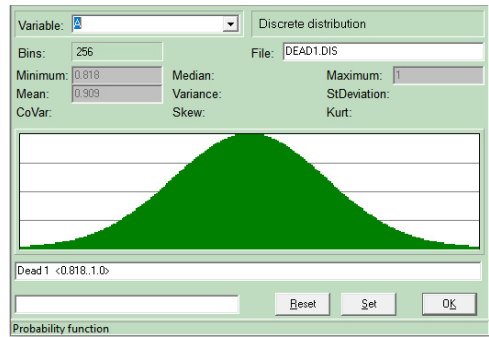 Variable: A Discrete distribution
Bins: 256 File: DEAD1.DIS
Minimum: 0.818 Median: Maximum: 1
Mean: 0.909 Variance: StDeviation:
CoVar: Skew: Kurt:
Dead 1 <0.818..1.0>
Reset Set OK
Probability function